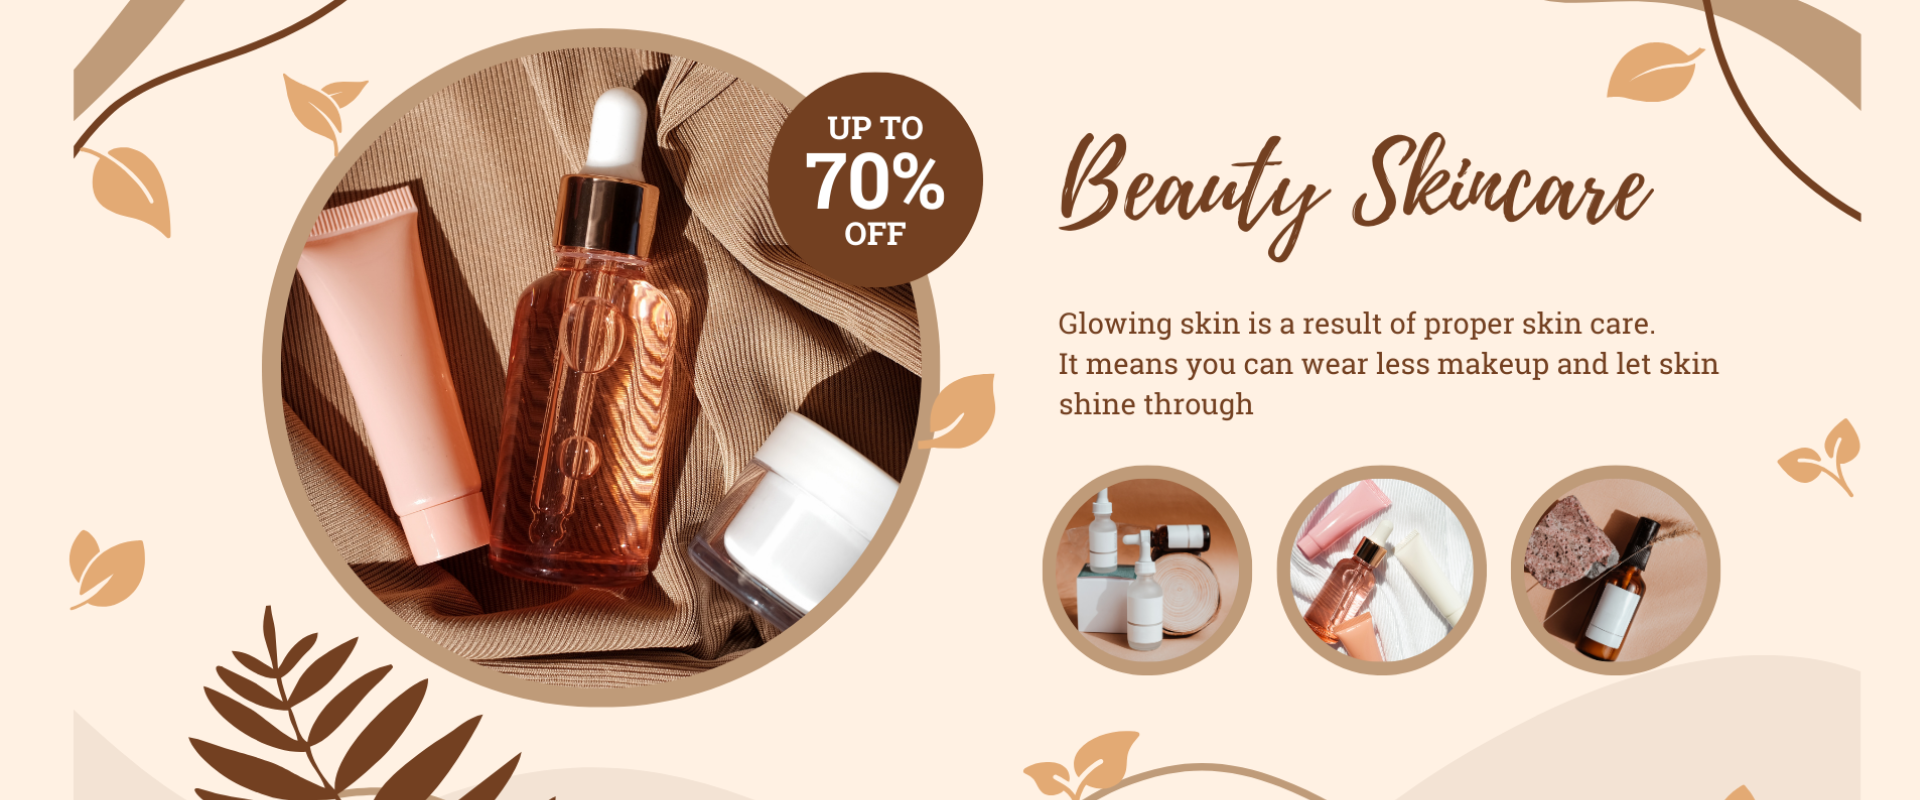 UP TO
70%
OFF
Beauty Skincare
Glowing skin is a result of proper skin care.
It means you can wear less makeup and let skin
shine through